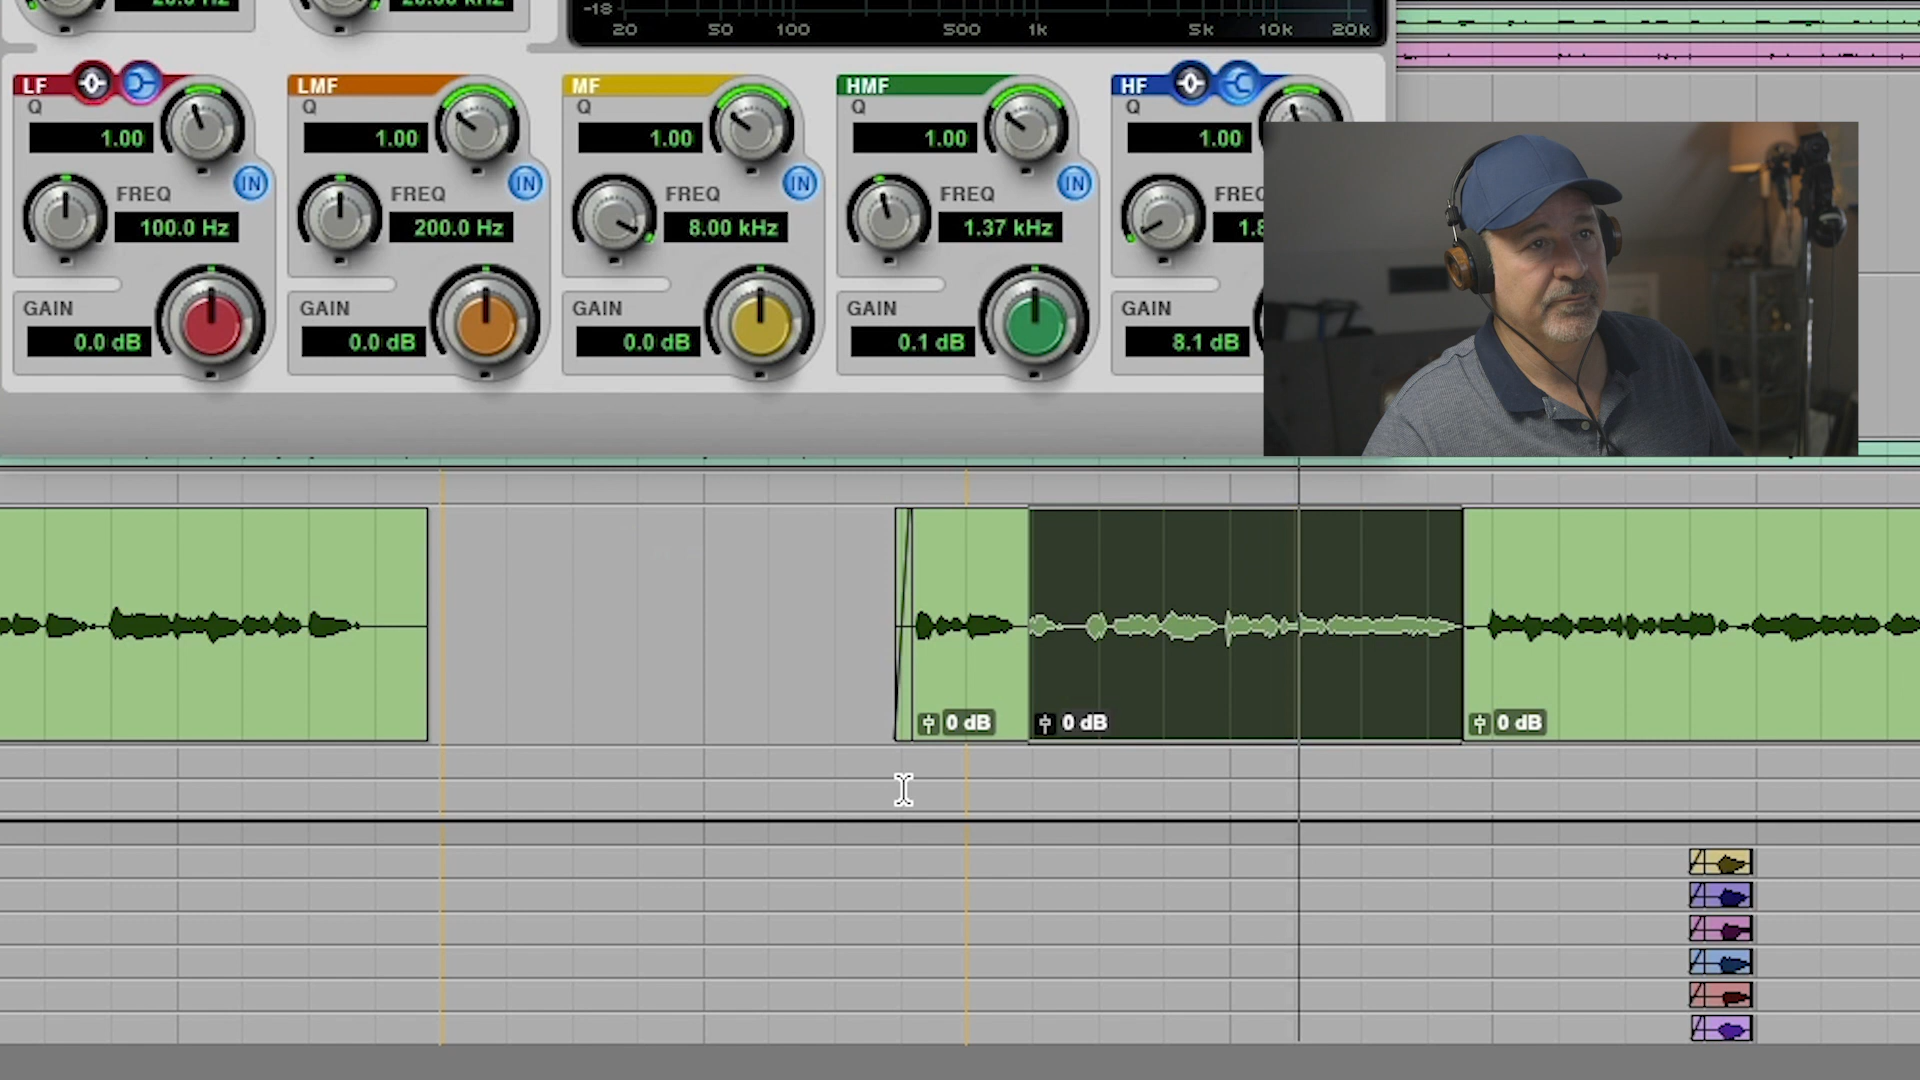 -18
20 50 100 500 1k 5k 10k 20k
LF LMF MF HMF HF
Q Q Q Q Q
1.00 1.00 1.00 1.00 1.00
IN IN IN IN
FREQ FREQ FREQ FREQ
100.0 Hz 200.0 Hz 8.00 kHz 1.37 kHz
GAIN GAIN GAIN GAIN GAIN
0.0 dB 0.0 dB 0.0 dB 0.1 dB 8.1 dB
0 dB 0 dB 0 dB